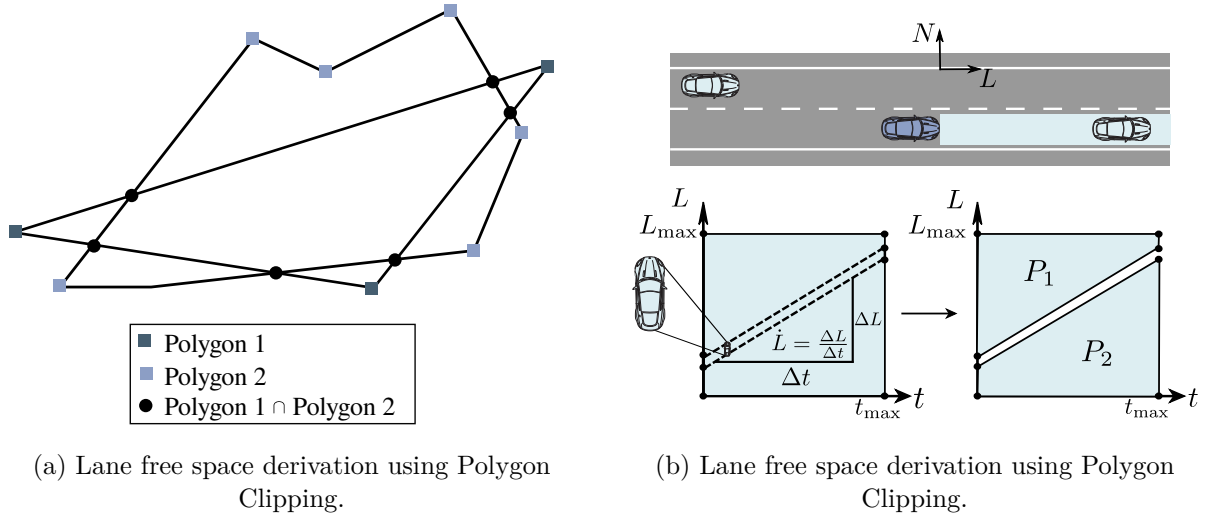 Polygon 1
Polygon 2
Polygon 1 ∩ Polygon 2
(a) Lane free space derivation using Polygon
Clipping.
N
L
L
L_max
ΔL
L̇ = ΔL/Δt
Δt
t_max
t
L
L_max
P_1
P_2
t_max
t
(b) Lane free space derivation using Polygon
Clipping.